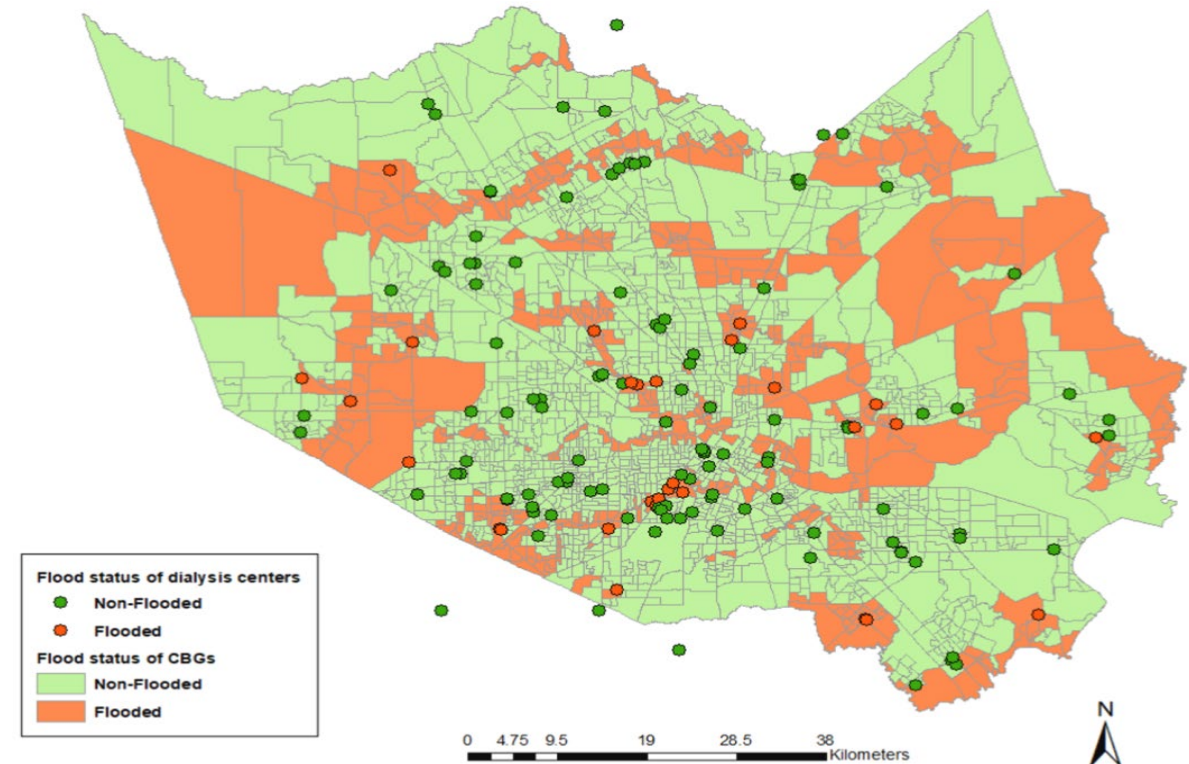 Flood status of dialysis centers
Non-Flooded
Flooded
Flood status of CBGs
Non-Flooded
Flooded
0 4.75 9.5 19 28.5 38
Kilometers
N